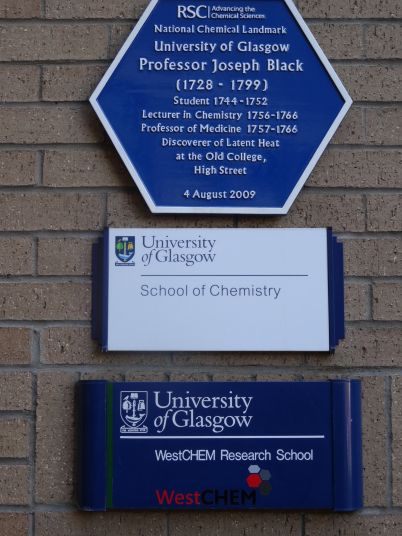 RSC | Advancing the
Chemical Sciences
National Chemical Landmark
University of Glasgow
Professor Joseph Black
(1728 - 1799)
Student 1744-1752
Lecturer in Chemistry 1756-1766
Professor of Medicine 1757-1766
Discoverer of Latent Heat
at the Old College,
High Street
4 August 2009
University
of Glasgow
School of Chemistry
University
of Glasgow
WestCHEM Research School
WestCHEM